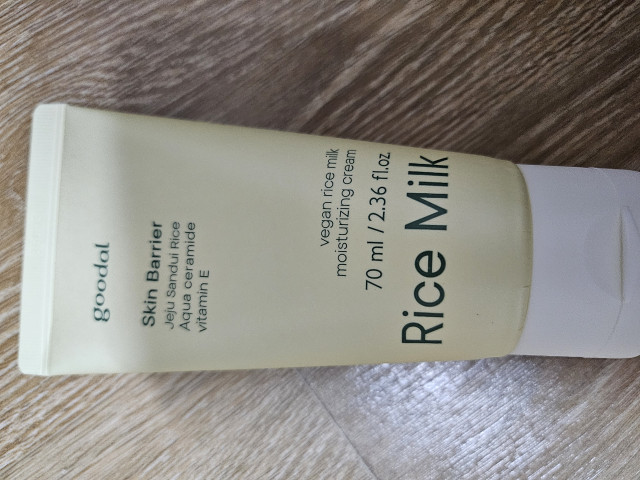 goodal
Skin Barrier
Jeju Sandui Rice
Aqua ceramide
vitamin E
vegan rice milk
moisturizing cream
70 ml / 2.36 fl.oz.
Rice Milk